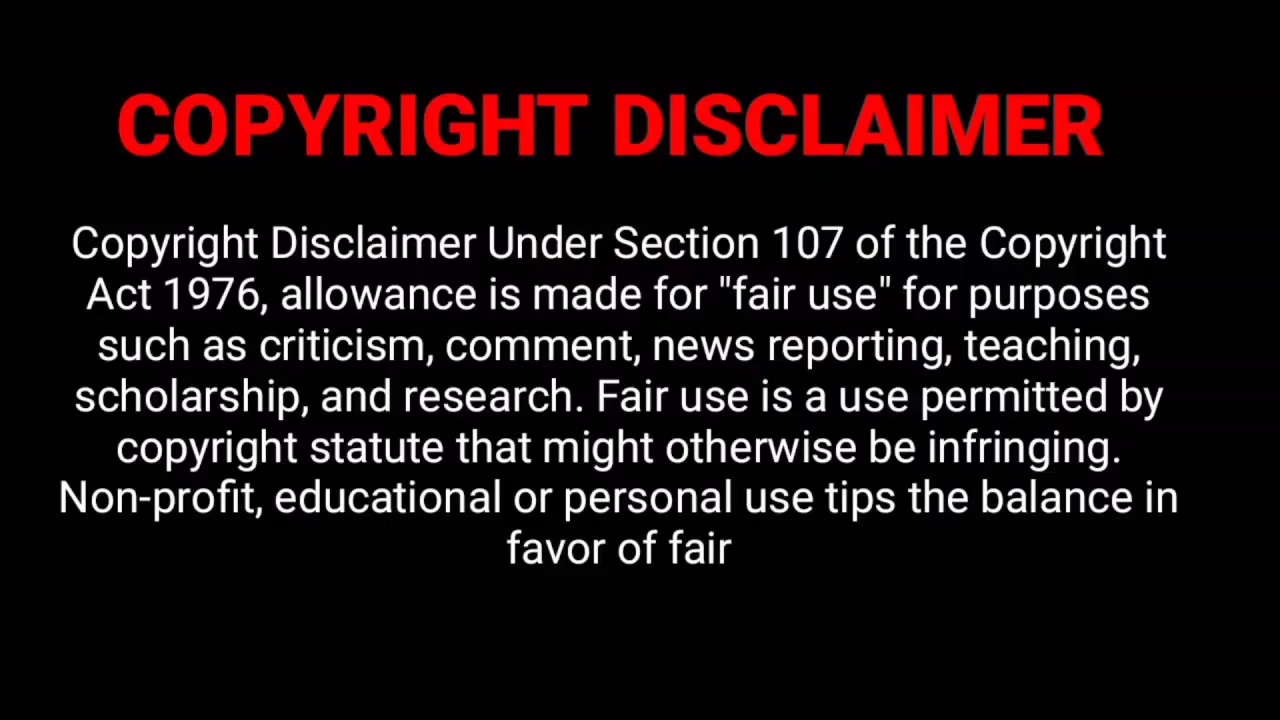 COPYRIGHT DISCLAIMER
Copyright Disclaimer Under Section 107 of the Copyright
Act 1976, allowance is made for "fair use" for purposes
such as criticism, comment, news reporting, teaching,
scholarship, and research. Fair use is a use permitted by
copyright statute that might otherwise be infringing.
Non-profit, educational or personal use tips the balance in
favor of fair